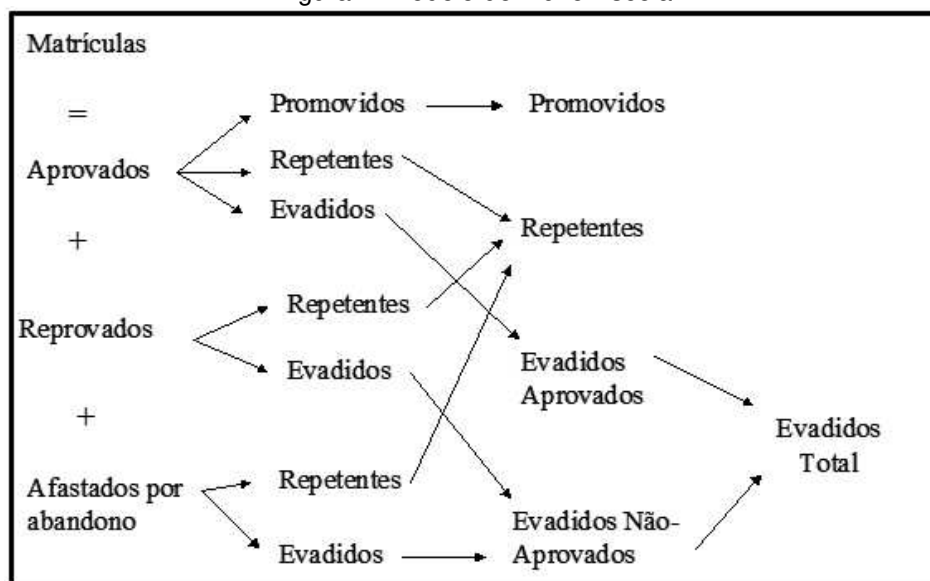 Matrículas
=
Promovidos
Promovidos
Aprovados
Repetentes
Evadidos
Repetentes
+
Reprovados
Repetentes
Evadidos
Evadidos
Aprovados
+
Evadidos
Total
Afastados por
abandono
Repetentes
Evadidos
Evadidos Não-
Aprovados